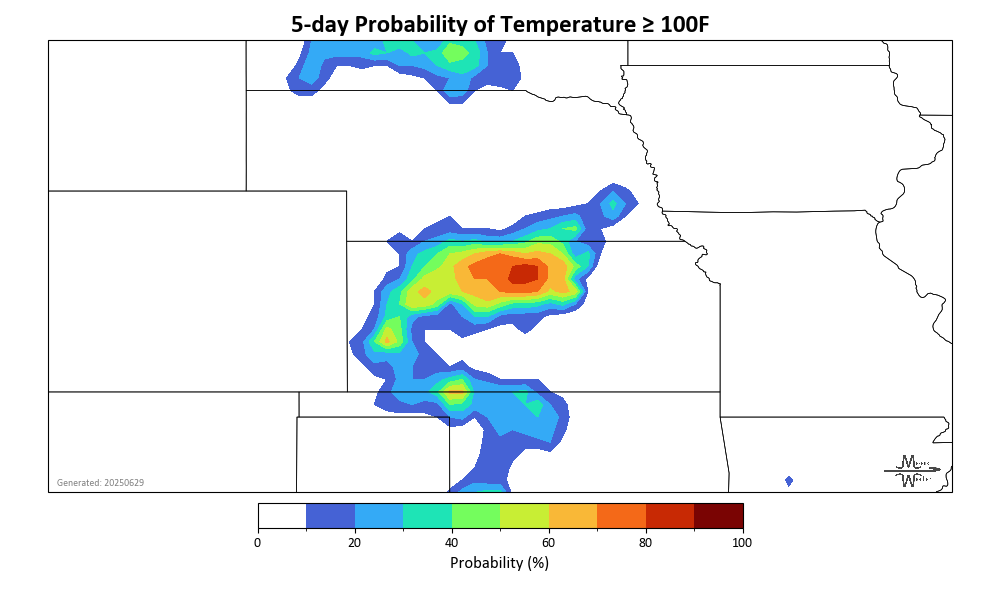 5-day Probability of Temperature ≥ 100F
Generated: 20250629
0 20 40 60 80 100
Probability (%)